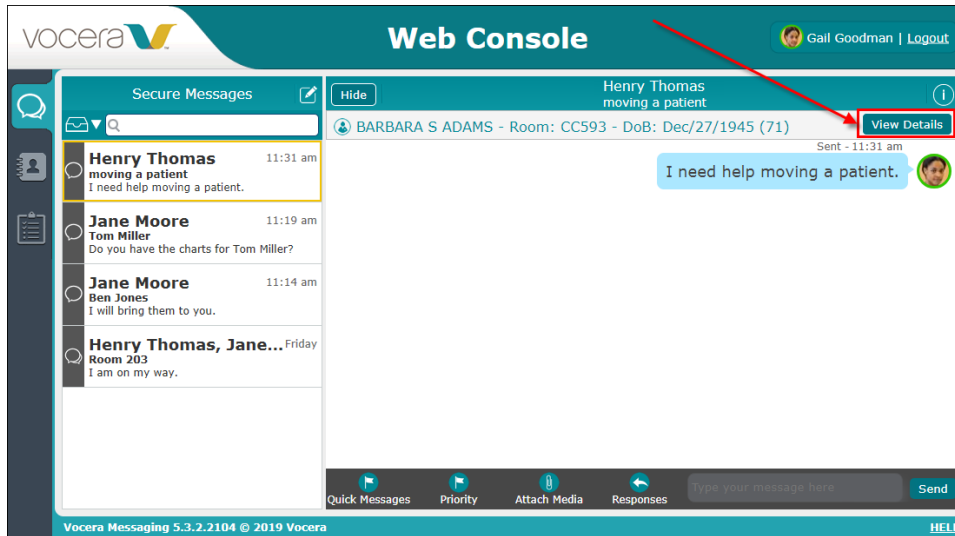 vocera
Web Console
Gail Goodman | Logout
Secure Messages
Hide
Henry Thomas
moving a patient
BARBARA S ADAMS - Room: CC593 - DoB: Dec/27/1945 (71)
View Details
Henry Thomas 11:31 am
moving a patient
I need help moving a patient.
Jane Moore 11:19 am
Tom Miller
Do you have the charts for Tom Miller?
Jane Moore 11:14 am
Ben Jones
I will bring them to you.
Henry Thomas, Jane... Friday
Room 203
I am on my way.
Sent - 11:31 am
I need help moving a patient.
Quick Messages
Priority
Attach Media
Responses
Type your message here
Send
Vocera Messaging 5.3.2.2104 © 2019 Vocera